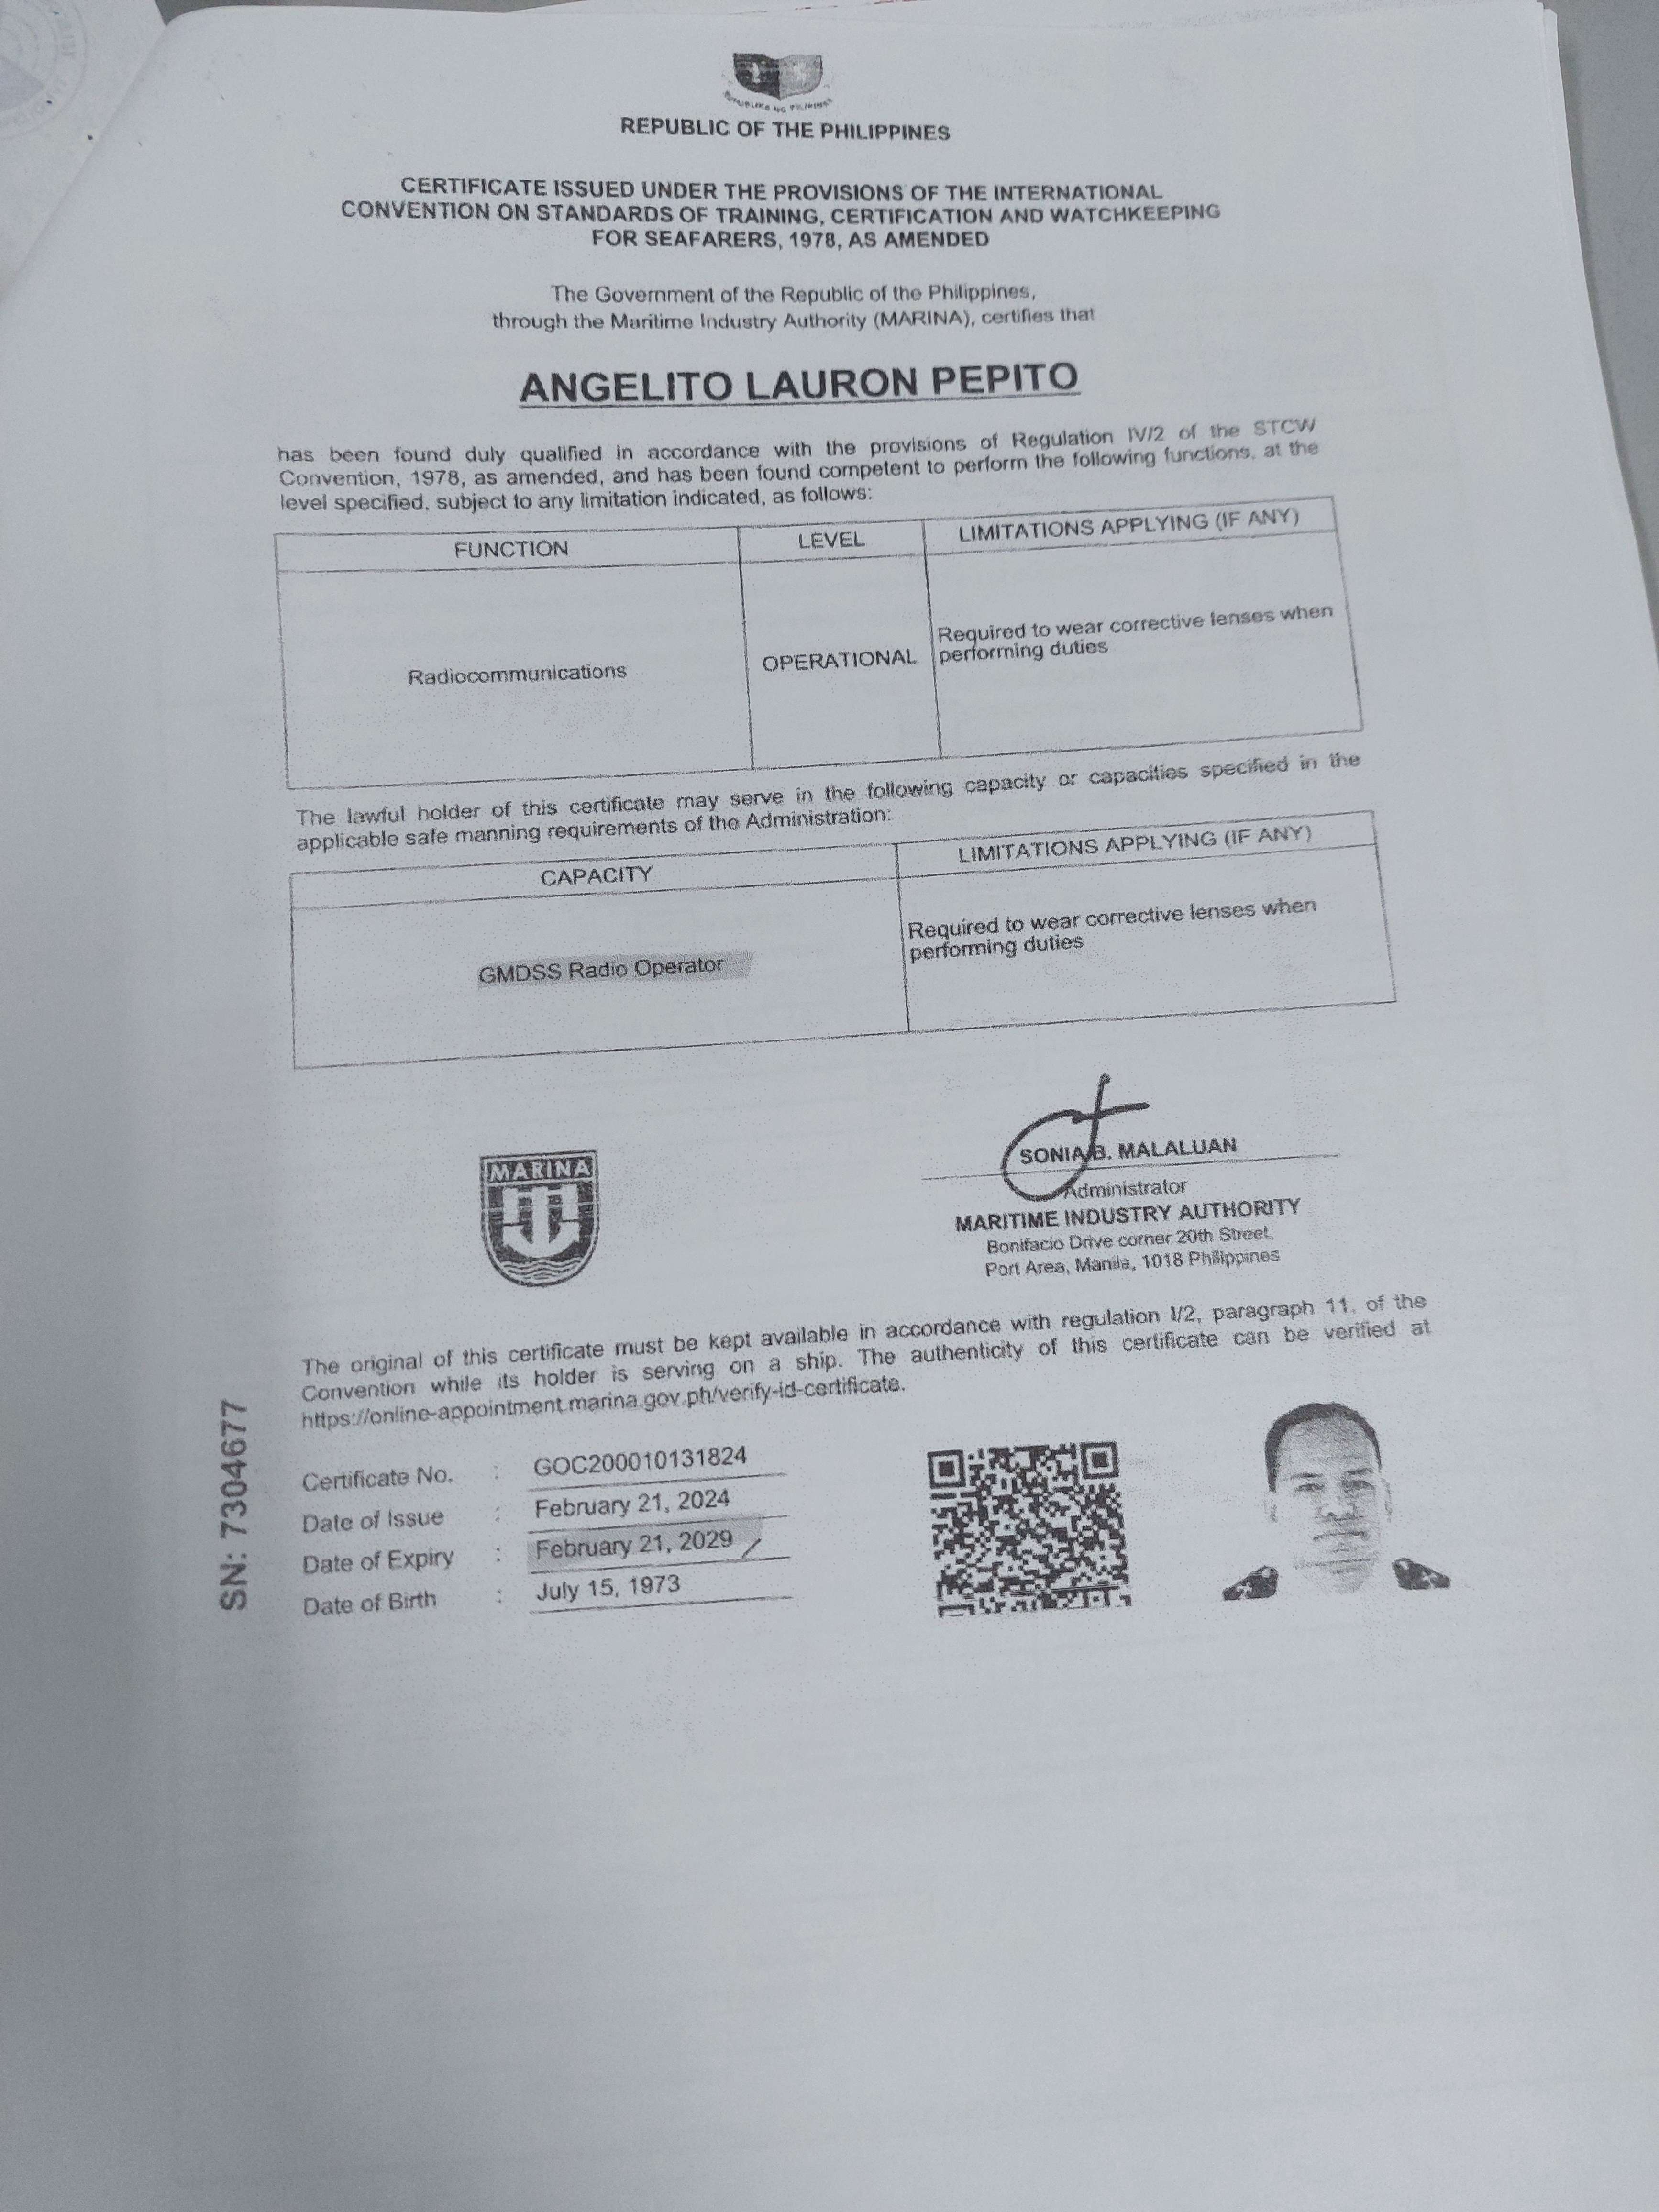 REPUBLIKA NG PILIPINAS
REPUBLIC OF THE PHILIPPINES
CERTIFICATE ISSUED UNDER THE PROVISIONS OF THE INTERNATIONAL
CONVENTION ON STANDARDS OF TRAINING, CERTIFICATION AND WATCHKEEPING
FOR SEAFARERS, 1978, AS AMENDED
The Government of the Republic of the Philippines,
through the Maritime Industry Authority (MARINA), certifies that
ANGELITO LAURON PEPITO
has been found duly qualified in accordance with the provisions of Regulation IV/2 of the STCW
Convention, 1978, as amended, and has been found competent to perform the following functions, at the
level specified, subject to any limitation indicated, as follows:
FUNCTION LEVEL LIMITATIONS APPLYING (IF ANY)
Radiocommunications OPERATIONAL Required to wear corrective lenses when
performing duties
The lawful holder of this certificate may serve in the following capacity or capacities specified in the
applicable safe manning requirements of the Administration:
CAPACITY LIMITATIONS APPLYING (IF ANY)
GMDSS Radio Operator Required to wear corrective lenses when
performing duties
MARINA
SONIA B. MALALUAN
Administrator
MARITIME INDUSTRY AUTHORITY
Bonifacio Drive corner 20th Street,
Port Area, Manila, 1018 Philippines
The original of this certificate must be kept available in accordance with regulation I/2, paragraph 11, of the
Convention while its holder is serving on a ship. The authenticity of this certificate can be verified at
https://online-appointment.marina.gov.ph/verify-id-certificate.
SN: 7304677
Certificate No. : GOC200010131824
Date of Issue : February 21, 2024
Date of Expiry : February 21, 2029
Date of Birth : July 15, 1973